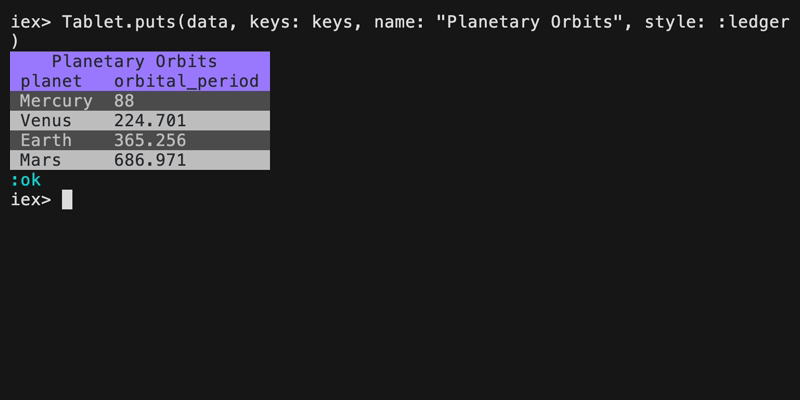 iex> Tablet.puts(data, keys: keys, name: "Planetary Orbits", style: :ledger
)
Planetary Orbits
planet  orbital_period
Mercury  88
Venus    224.701
Earth    365.256
Mars     686.971
:ok
iex>